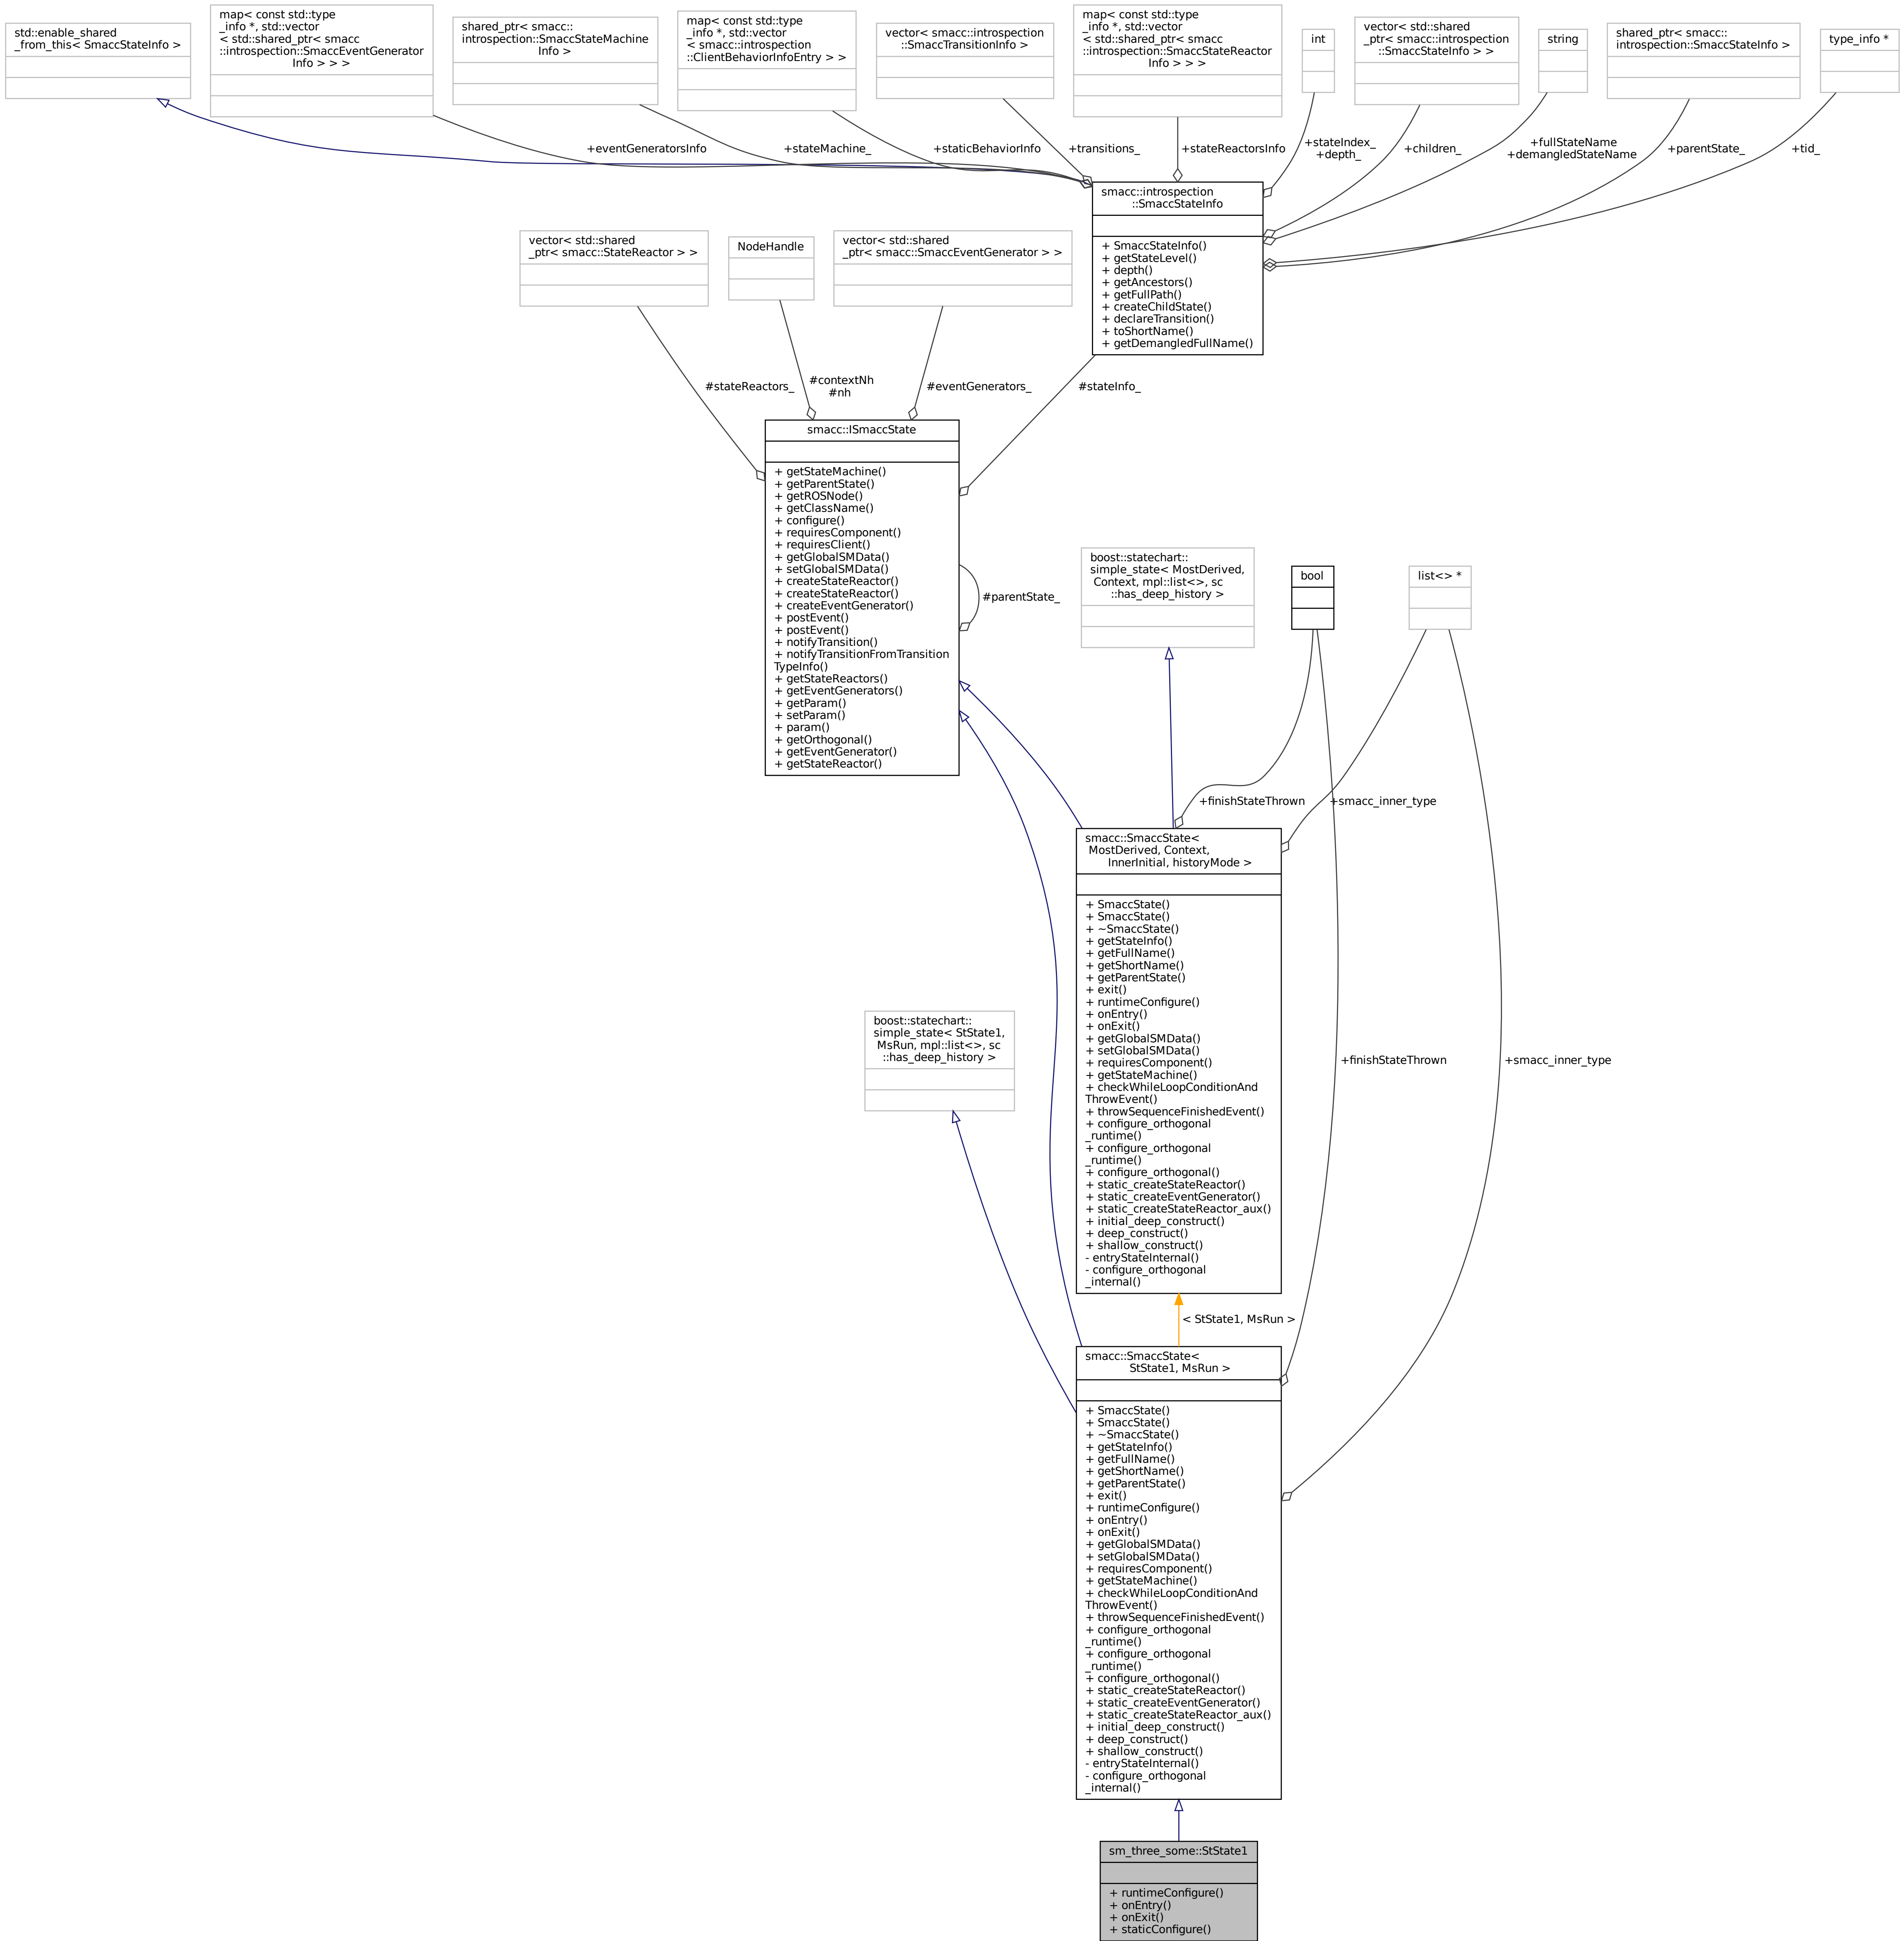 std::enable_shared
_from_this< SmaccStateInfo >
map< const std::type
_info *, std::vector
< std::shared_ptr< smacc
::introspection::SmaccEventGenerator
Info > > >
shared_ptr< smacc::
introspection::SmaccStateMachine
Info >
map< const std::type
_info *, std::vector
< smacc::introspection
::ClientBehaviorInfoEntry > >
vector< smacc::introspection
::SmaccTransitionInfo >
map< const std::type
_info *, std::vector
< std::shared_ptr< smacc
::introspection::SmaccStateReactor
Info > > >
int
vector< std::shared
_ptr< smacc::introspection
::SmaccStateInfo > >
string
shared_ptr< smacc::
introspection::SmaccStateInfo >
type_info *
+eventGeneratorsInfo
+stateMachine_
+staticBehaviorInfo
+transitions_
+stateReactorsInfo
+stateIndex_
+depth_
+children_
+fullStateName
+demangledStateName
+parentState_
+tid_
smacc::introspection
::SmaccStateInfo
+ SmaccStateInfo()
+ getStateLevel()
+ depth()
+ getAncestors()
+ getFullPath()
+ createChildState()
+ declareTransition()
+ toShortName()
+ getDemangledFullName()
vector< std::shared
_ptr< smacc::StateReactor > >
NodeHandle
vector< std::shared
_ptr< smacc::SmaccEventGenerator > >
#stateReactors_
#contextNh
#nh
#eventGenerators_
#stateInfo_
smacc::ISmaccState
+ getStateMachine()
+ getParentState()
+ getROSNode()
+ getClassName()
+ configure()
+ requiresComponent()
+ requiresClient()
+ getGlobalSMData()
+ setGlobalSMData()
+ createStateReactor()
+ createStateReactor()
+ createEventGenerator()
+ postEvent()
+ postEvent()
+ notifyTransition()
+ notifyTransitionFromTransition
TypeInfo()
+ getStateReactors()
+ getEventGenerators()
+ getParam()
+ setParam()
+ param()
+ getOrthogonal()
+ getEventGenerator()
+ getStateReactor()
#parentState_
boost::statechart::
simple_state< MostDerived,
Context, mpl::list<>, sc
::has_deep_history >
bool
list<> *
+finishStateThrown
+smacc_inner_type
smacc::SmaccState<
MostDerived, Context,
InnerInitial, historyMode >
+ SmaccState()
+ SmaccState()
+ ~SmaccState()
+ getStateInfo()
+ getFullName()
+ getShortName()
+ getParentState()
+ exit()
+ runtimeConfigure()
+ onEntry()
+ onExit()
+ getGlobalSMData()
+ setGlobalSMData()
+ requiresComponent()
+ getStateMachine()
+ checkWhileLoopConditionAnd
ThrowEvent()
+ throwSequenceFinishedEvent()
+ configure_orthogonal
_runtime()
+ configure_orthogonal
_runtime()
+ configure_orthogonal()
+ static_createStateReactor()
+ static_createEventGenerator()
+ static_createStateReactor_aux()
+ initial_deep_construct()
+ deep_construct()
+ shallow_construct()
- entryStateInternal()
- configure_orthogonal
_internal()
boost::statechart::
simple_state< StState1,
MsRun, mpl::list<>, sc
::has_deep_history >
+finishStateThrown
+smacc_inner_type
< StState1, MsRun >
smacc::SmaccState<
StState1, MsRun >
+ SmaccState()
+ SmaccState()
+ ~SmaccState()
+ getStateInfo()
+ getFullName()
+ getShortName()
+ getParentState()
+ exit()
+ runtimeConfigure()
+ onEntry()
+ onExit()
+ getGlobalSMData()
+ setGlobalSMData()
+ requiresComponent()
+ getStateMachine()
+ checkWhileLoopConditionAnd
ThrowEvent()
+ throwSequenceFinishedEvent()
+ configure_orthogonal
_runtime()
+ configure_orthogonal
_runtime()
+ configure_orthogonal()
+ static_createStateReactor()
+ static_createEventGenerator()
+ static_createStateReactor_aux()
+ initial_deep_construct()
+ deep_construct()
+ shallow_construct()
- entryStateInternal()
- configure_orthogonal
_internal()
sm_three_some::StState1
+ runtimeConfigure()
+ onEntry()
+ onExit()
+ staticConfigure()